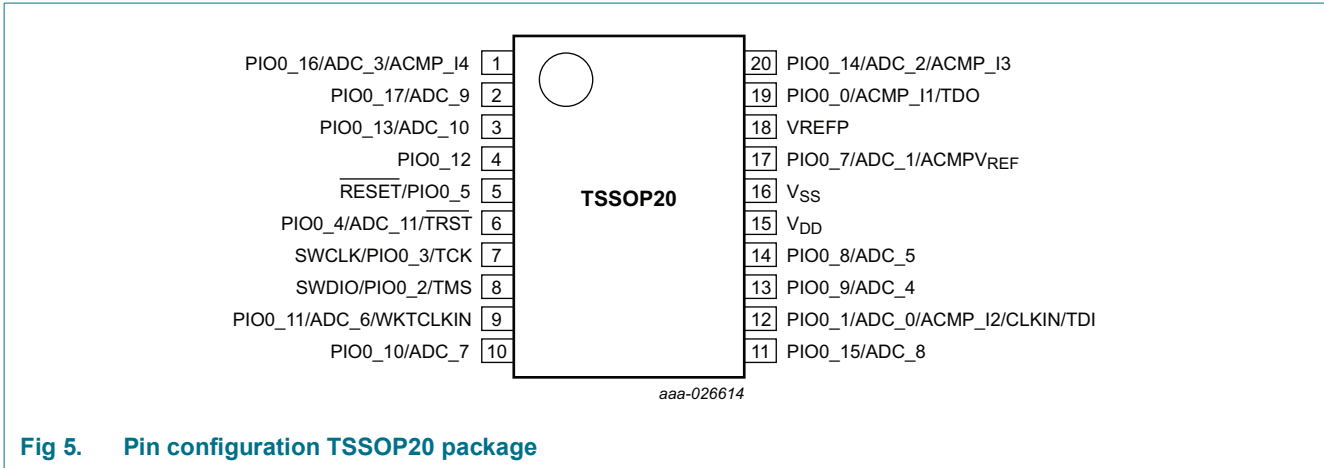 PIO0_16/ADC_3/ACMP_I4 1
PIO0_17/ADC_9 2
PIO0_13/ADC_10 3
PIO0_12 4
RESET/PIO0_5 5
PIO0_4/ADC_11/TRST 6
SWCLK/PIO0_3/TCK 7
SWDIO/PIO0_2/TMS 8
PIO0_11/ADC_6/WKTCLKIN 9
PIO0_10/ADC_7 10
TSSOP20
20 PIO0_14/ADC_2/ACMP_I3
19 PIO0_0/ACMP_I1/TDO
18 VREFP
17 PIO0_7/ADC_1/ACMPVREF
16 VSS
15 VDD
14 PIO0_8/ADC_5
13 PIO0_9/ADC_4
12 PIO0_1/ADC_0/ACMP_I2/CLKIN/TDI
11 PIO0_15/ADC_8
aaa-026614
Fig 5. Pin configuration TSSOP20 package